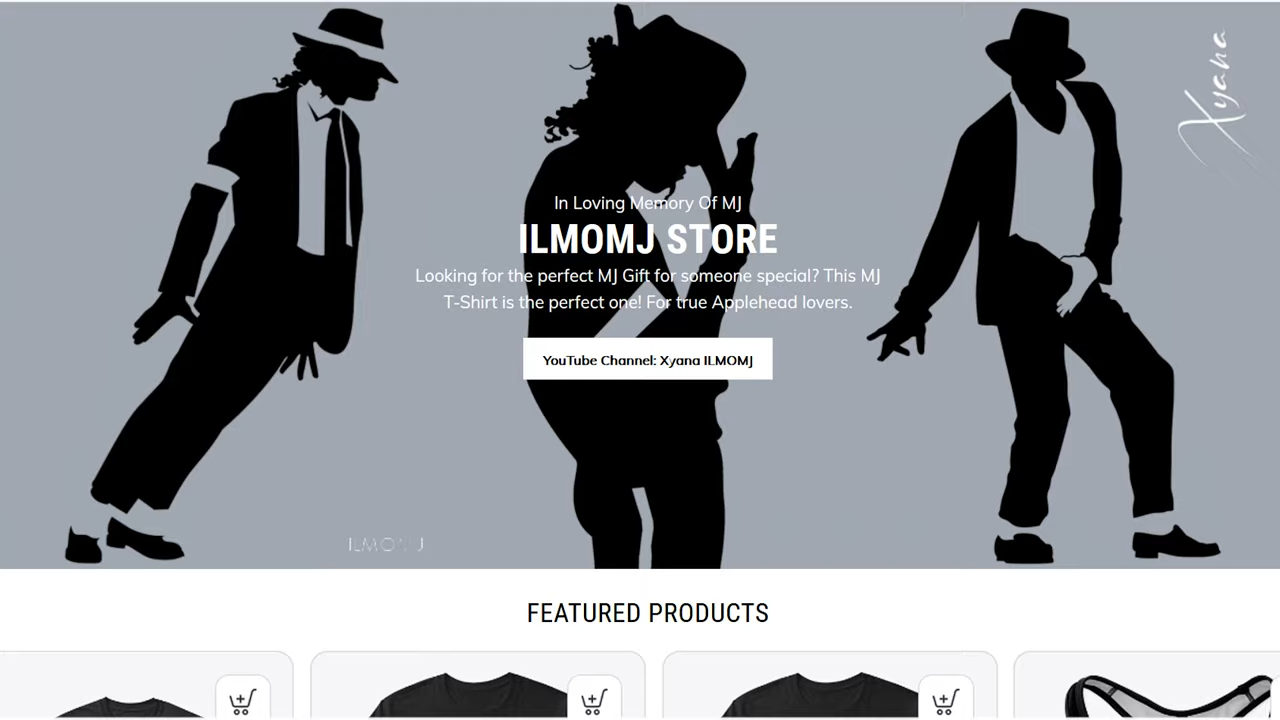 Xyana
In Loving Memory Of MJ
ILMOMJ STORE
Looking for the perfect MJ Gift for someone special? This MJ
T-Shirt is the perfect one! For true Applehead lovers.
YouTube Channel: Xyana ILMOMJ
ILMOMJ
FEATURED PRODUCTS